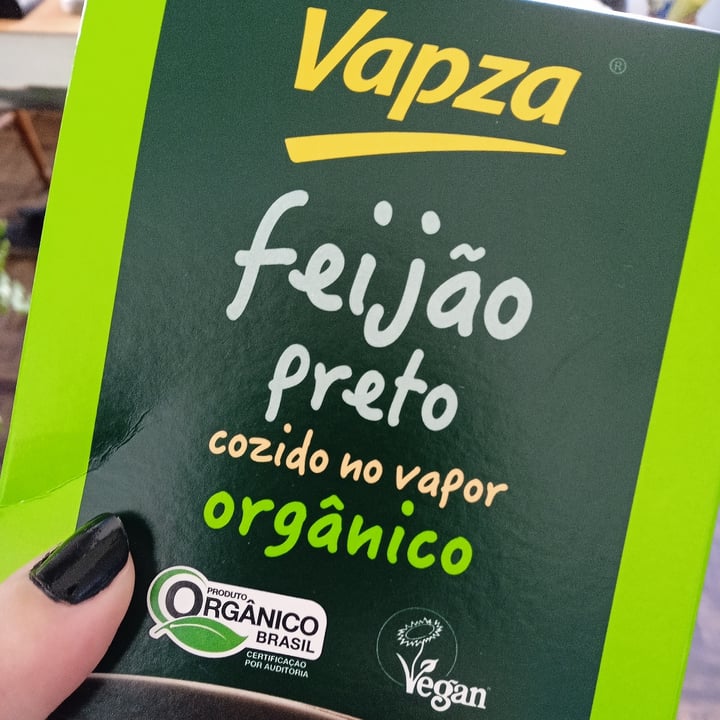 Vapza®
feijão
preto
cozido no vapor
orgânico
PRODUTO
ORGÂNICO
BRASIL
CERTIFICAÇÃO
POR AUDITORIA
Vegan